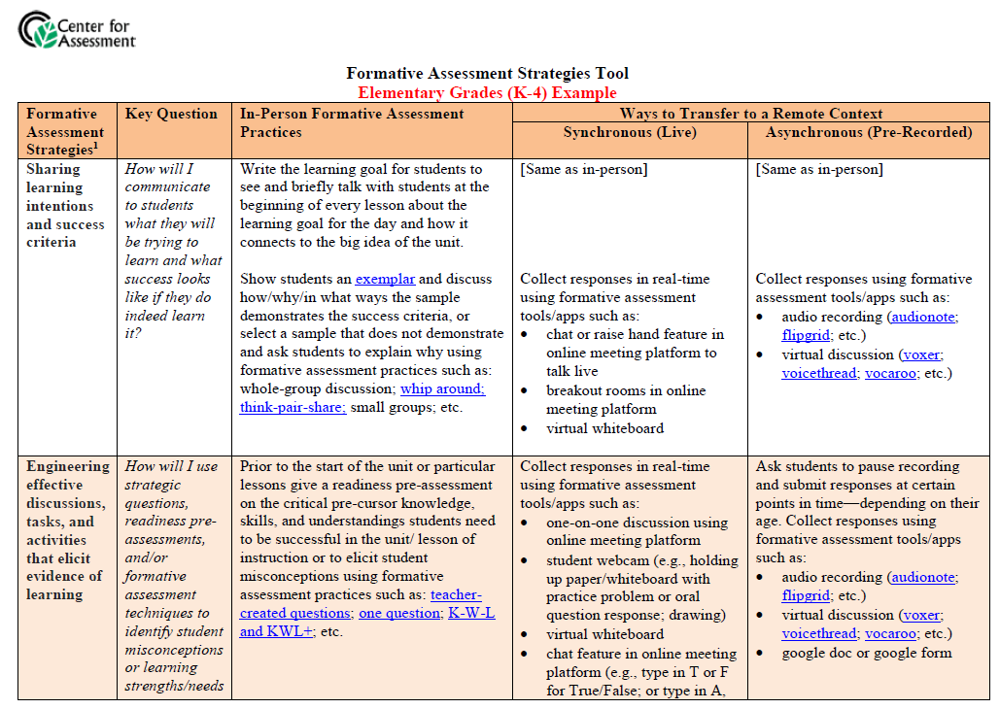 Center for
Assessment
Formative Assessment Strategies Tool
Elementary Grades (K-4) Example
Formative
Assessment
Strategies1
Key Question
In-Person Formative Assessment
Practices
Ways to Transfer to a Remote Context
Synchronous (Live)
Asynchronous (Pre-Recorded)
Sharing
learning
intentions
and success
criteria
How will I
communicate
to students
what they will
be trying to
learn and what
success looks
like if they do
indeed learn
it?
Write the learning goal for students to
see and briefly talk with students at the
beginning of every lesson about the
learning goal for the day and how it
connects to the big idea of the unit.
Show students an exemplar and discuss
how/why/in what ways the sample
demonstrates the success criteria, or
select a sample that does not demonstrate
and ask students to explain why using
formative assessment practices such as:
whole-group discussion; whip around;
think-pair-share; small groups; etc.
[Same as in-person]
Collect responses in real-time
using formative assessment
tools/apps such as:
• chat or raise hand feature in
online meeting platform to
talk live
• breakout rooms in online
meeting platform
• virtual whiteboard
[Same as in-person]
Collect responses using formative
assessment tools/apps such as:
• audio recording (audionote;
flipgrid; etc.)
• virtual discussion (voxer;
voicethread; vocaroo; etc.)
Engineering
effective
discussions,
tasks, and
activities
that elicit
evidence of
learning
How will I use
strategic
questions,
readiness pre-
assessments,
and/or
formative
assessment
techniques to
identify student
misconceptions
or learning
strengths/needs
Prior to the start of the unit or particular
lessons give a readiness pre-assessment
on the critical pre-cursor knowledge,
skills, and understandings students need
to be successful in the unit/ lesson of
instruction or to elicit student
misconceptions using formative
assessment practices such as: teacher-
created questions; one question; K-W-L
and KWL+; etc.
Collect responses in real-time
using formative assessment
tools/apps such as:
• one-on-one discussion using
online meeting platform
• student webcam (e.g., holding
up paper/whiteboard with
practice problem or oral
question response; drawing)
• virtual whiteboard
• chat feature in online meeting
platform (e.g., type in T or F
for True/False; or type in A,
Ask students to pause recording
and submit responses at certain
points in time—depending on their
age. Collect responses using
formative assessment tools/apps
such as:
• audio recording (audionote;
flipgrid; etc.)
• virtual discussion (voxer;
voicethread; vocaroo; etc.)
• google doc or google form